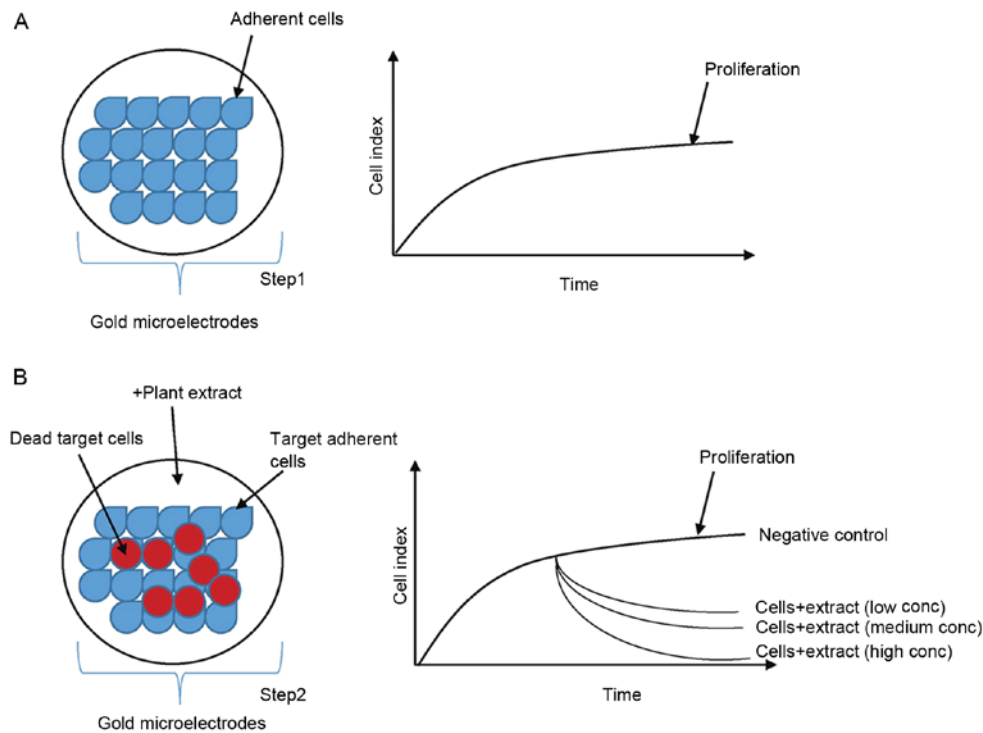 A
Adherent cells
Proliferation
Cell index
Time
Step1
Gold microelectrodes
B
+Plant extract
Dead target cells
Target adherent
cells
Proliferation
Negative control
Cell index
Cells+extract (low conc)
Cells+extract (medium conc)
Cells+extract (high conc)
Time
Step2
Gold microelectrodes